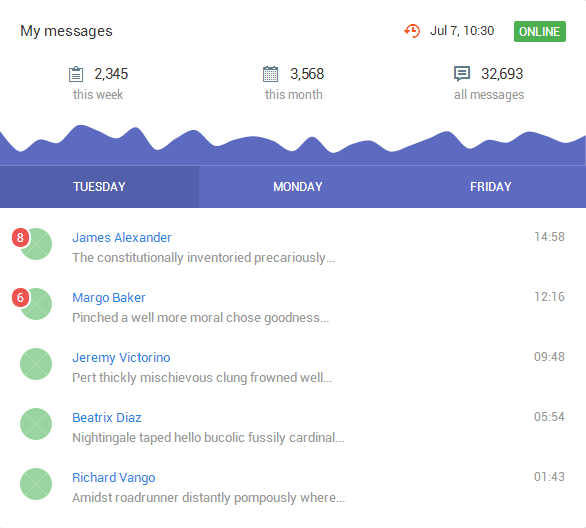 My messages
Jul 7, 10:30
ONLINE
2,345
this week
3,568
this month
32,693
all messages
TUESDAY
MONDAY
FRIDAY
8
James Alexander
14:58
The constitutionally inventoried precariously...
6
Margo Baker
12:16
Pinched a well more moral chose goodness...
Jeremy Victorino
09:48
Pert thickly mischievous clung frowned well...
Beatrix Diaz
05:54
Nightingale taped hello bucolic fussily cardinal...
Richard Vango
01:43
Amidst roadrunner distantly pompously where...